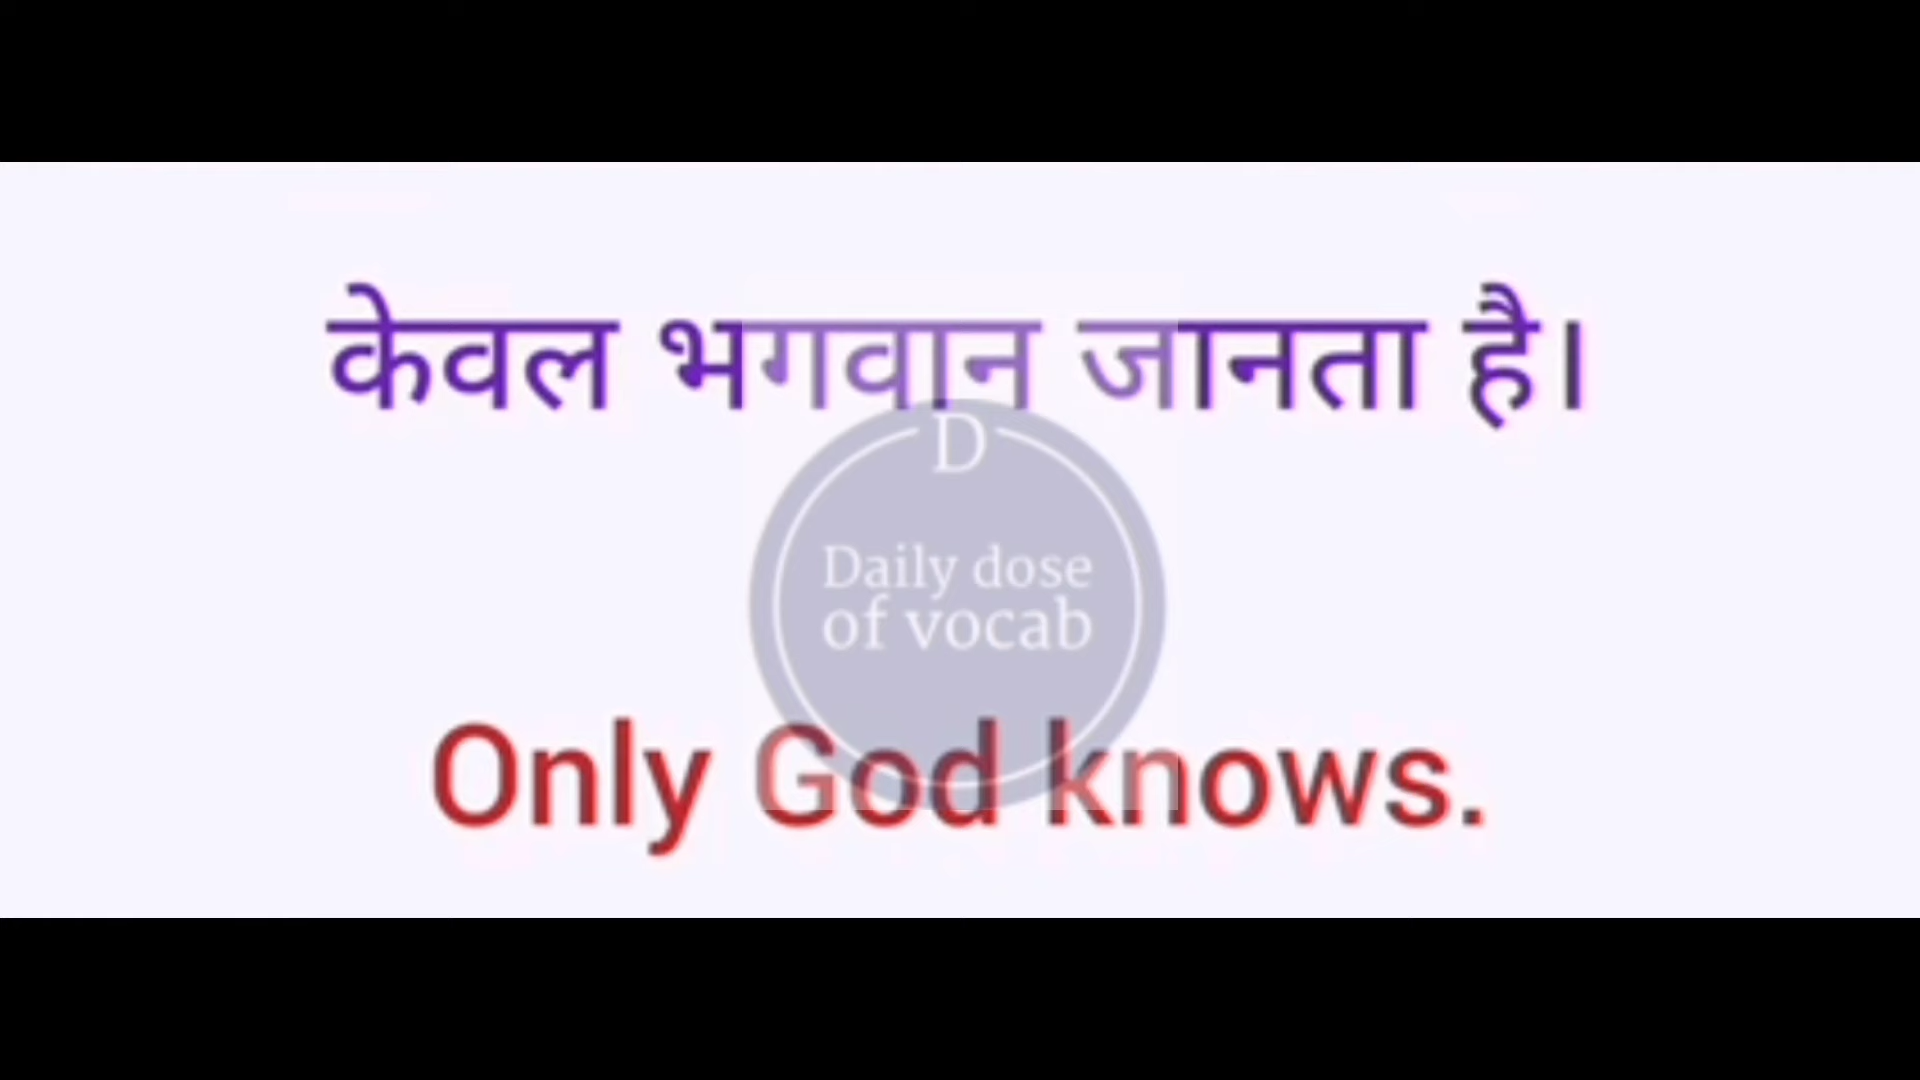 केवल भगवान जानता है।
D
Daily dose
of vocab
Only God knows.